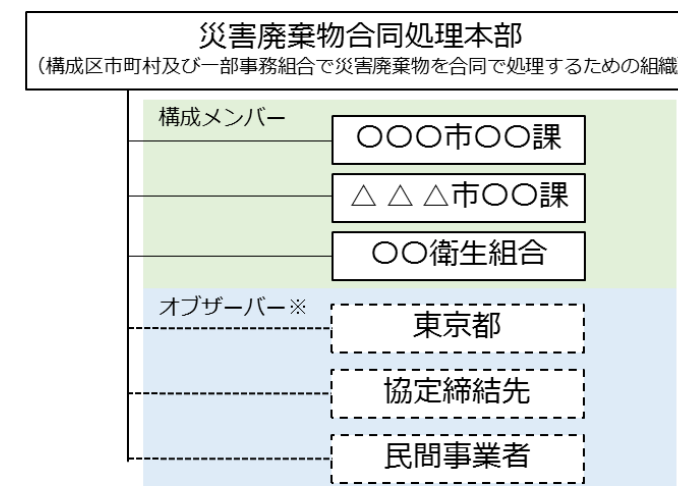 災害廃棄物合同処理本部
（構成区市町村及び一部事務組合で災害廃棄物を合同で処理するための組織
構成メンバー
〇〇〇市〇〇課
△ △ △市〇〇課
〇〇衛生組合
オブザーバー※
東京都
協定締結先
民間事業者